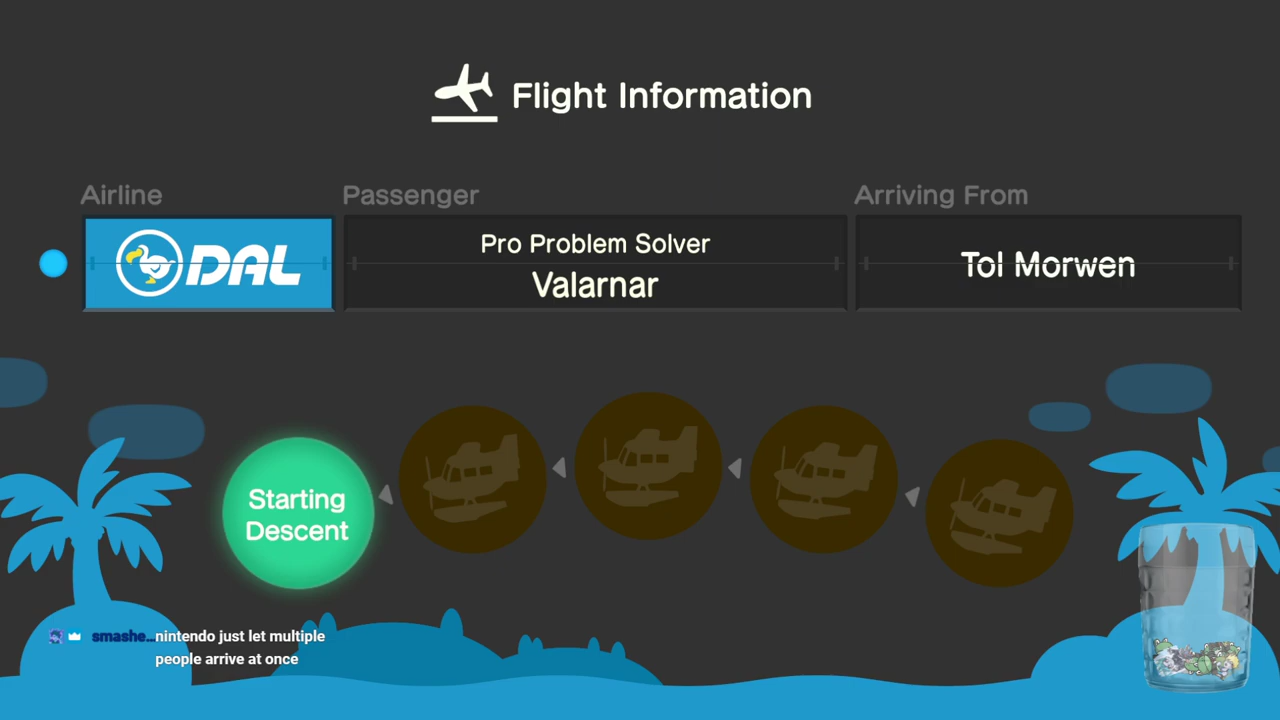 Flight Information
Airline
Passenger
Arriving From
DAL
Pro Problem Solver
Valarnar
Tol Morwen
Starting
Descent
smashe...nintendo just let multiple
people arrive at once